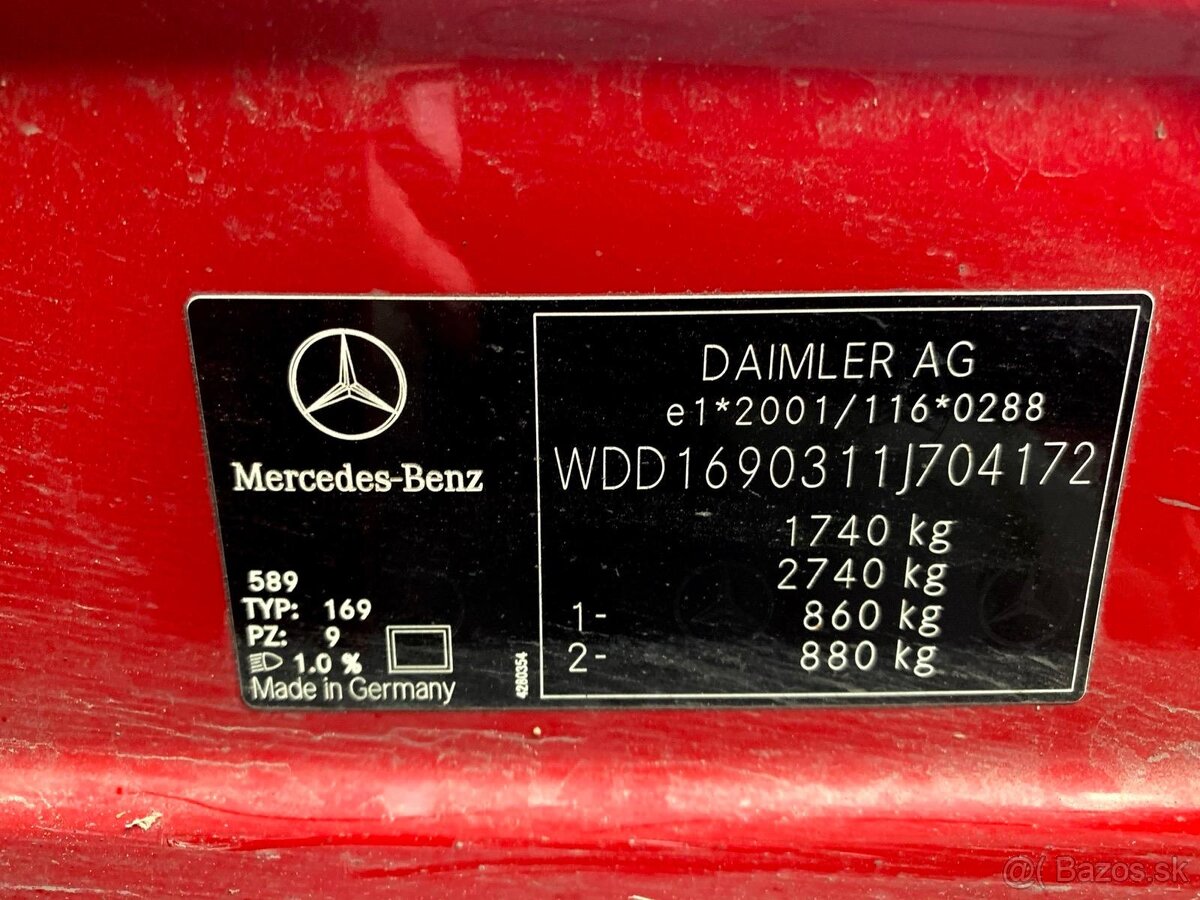 Mercedes-Benz
589
TYP: 169
PZ: 9
1.0 %
Made in Germany
4280354
DAIMLER AG
e1*2001/116*0288
WDD1690311J704172
1740 kg
2740 kg
1- 860 kg
2- 880 kg
Bazos.sk